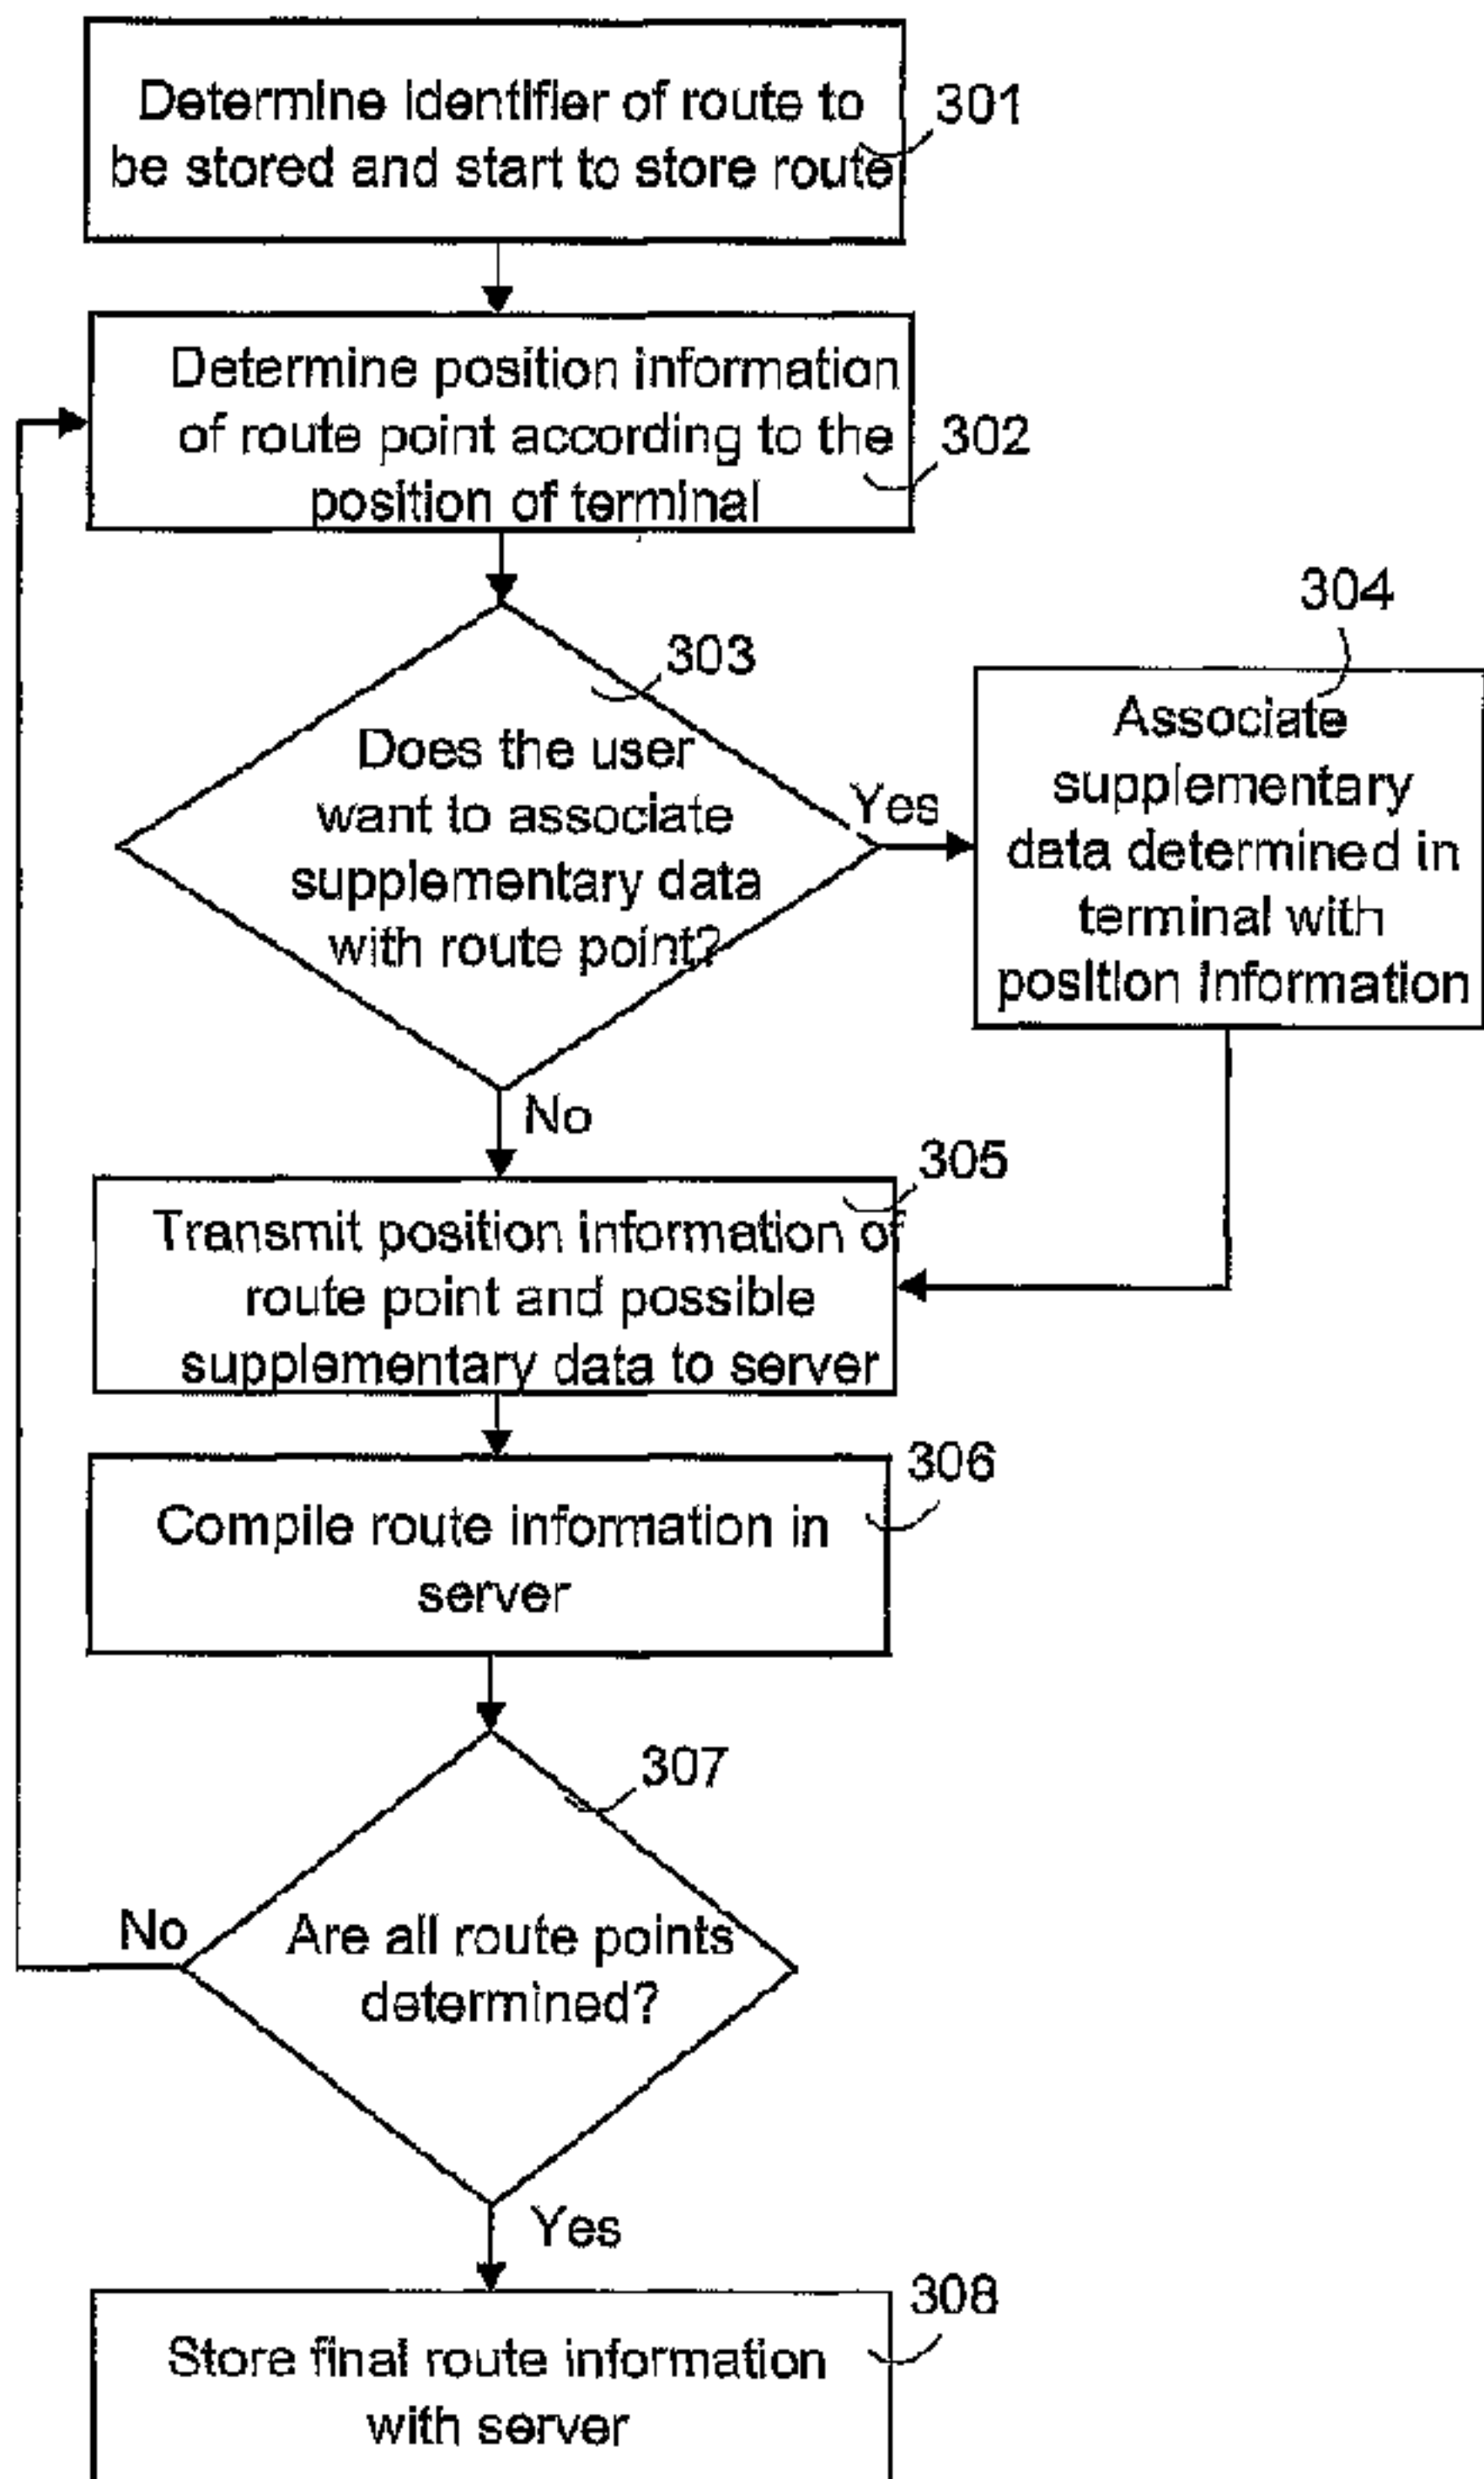 Determine identifier of route to
be stored and start to store route
301
Determine position information
of route point according to the
position of terminal
302
303
Does the user
want to associate
supplementary data
with route point?
Yes
304
Associate
supplementary
data determined in
terminal with
position information
No
305
Transmit position information of
route point and possible
supplementary data to server
306
Compile route information in
server
307
Are all route points
determined?
No
Yes
308
Store final route information
with server